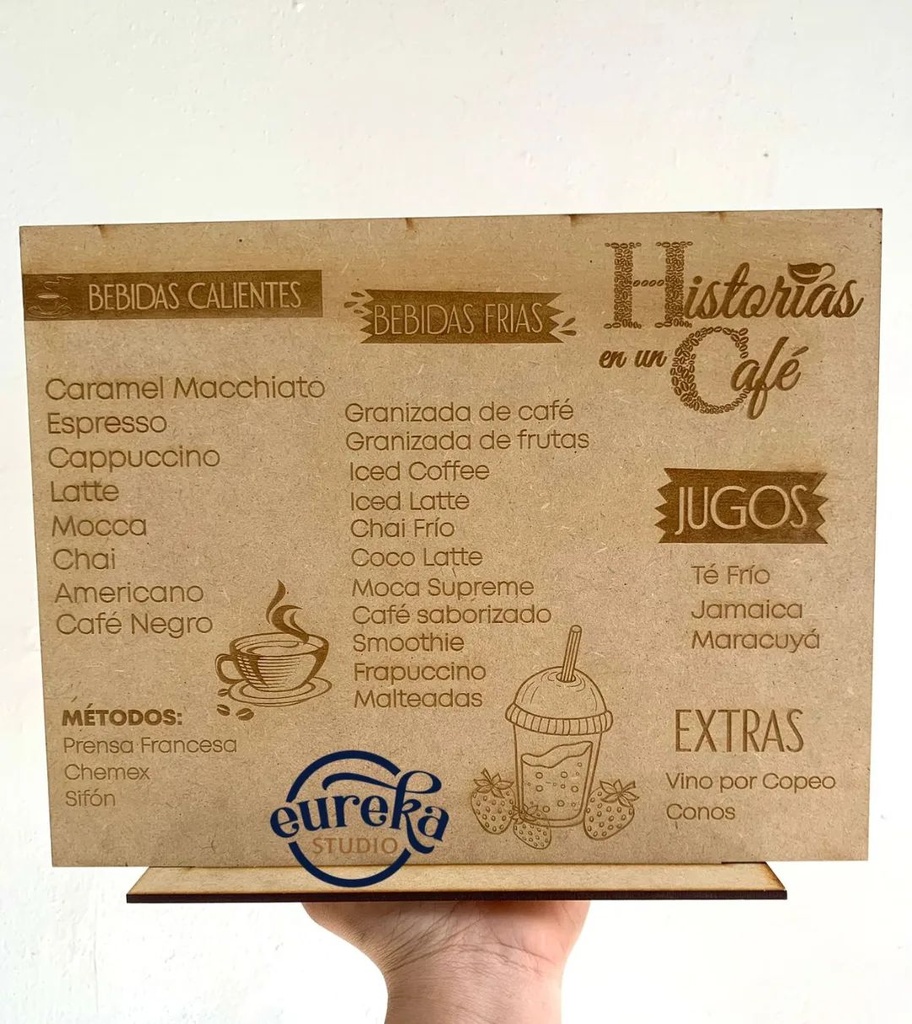 BEBIDAS CALIENTES
Caramel Macchiato
Espresso
Cappuccino
Latte
Mocca
Chai
Americano
Café Negro
MÉTODOS:
Prensa Francesa
Chemex
Sifón
BEBIDAS FRIAS
Granizada de café
Granizada de frutas
Iced Coffee
Iced Latte
Chai Frío
Coco Latte
Moca Supreme
Café saborizado
Smoothie
Frapuccino
Malteadas
Historias
en un Café
JUGOS
Té Frío
Jamaica
Maracuyá
EXTRAS
Vino por Copeo
Conos
eureka
STUDIO